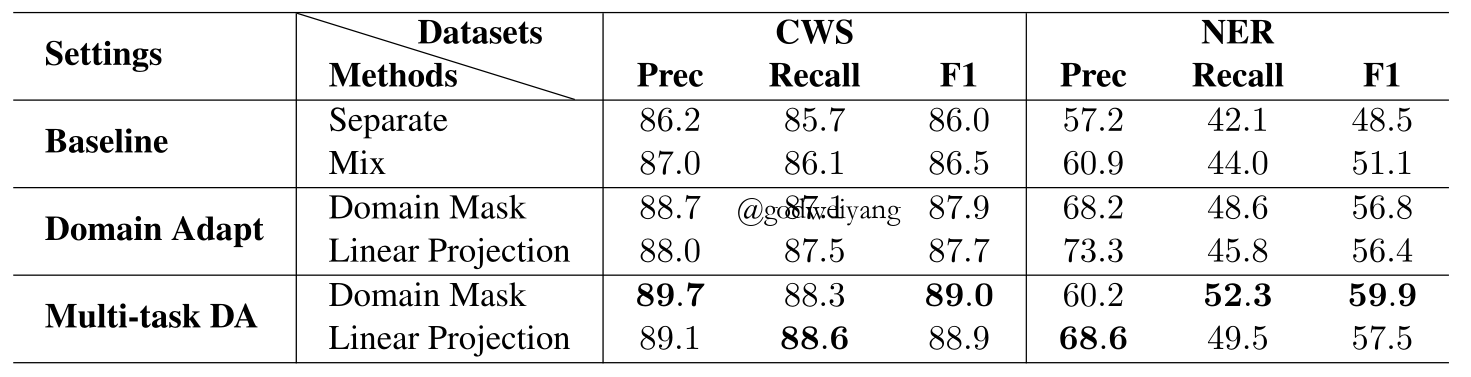 Settings Datasets CWS NER
Methods Prec Recall F1 Prec Recall F1
Baseline Separate 86.2 85.7 86.0 57.2 42.1 48.5
Mix 87.0 86.1 86.5 60.9 44.0 51.1
Domain Adapt Domain Mask 88.7 87.1 87.9 68.2 48.6 56.8
@godweiyang
Linear Projection 88.0 87.5 87.7 73.3 45.8 56.4
Multi-task DA Domain Mask 89.7 88.3 89.0 60.2 52.3 59.9
Linear Projection 89.1 88.6 88.9 68.6 49.5 57.5